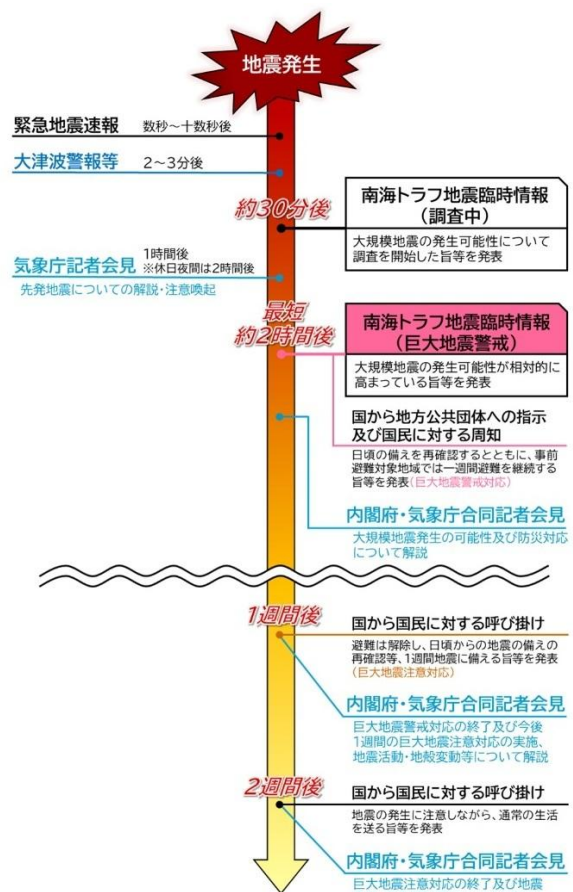 地震発生
緊急地震速報 数秒～十数秒後
大津波警報等 2～3分後
約30分後
南海トラフ地震臨時情報
（調査中）
大規模地震の発生可能性について
調査を開始した旨等を発表
気象庁記者会見 1時間後
※休日夜間は2時間後
先発地震についての解説・注意喚起
最短
約2時間後
南海トラフ地震臨時情報
（巨大地震警戒）
大規模地震の発生可能性が相対的に
高まっている旨等を発表
国から地方公共団体への指示
及び国民に対する周知
日頃の備えを再確認するとともに、事前
避難対象地域では一週間避難を継続する
旨等を発表（巨大地震警戒対応）
内閣府・気象庁合同記者会見
大規模地震発生の可能性及び防災対応
について解説
1週間後
国から国民に対する呼び掛け
避難は解除し、日頃からの地震の備えの
再確認等、1週間地震に備える旨等を発表
（巨大地震注意対応）
内閣府・気象庁合同記者会見
巨大地震警戒対応の終了及び今後
1週間の巨大地震注意対応の実施、
地震活動・地殻変動等について解説
2週間後
国から国民に対する呼び掛け
地震の発生に注意しながら、通常の生活
を送る旨等を発表
内閣府・気象庁合同記者会見
巨大地震注意対応の終了及び地震